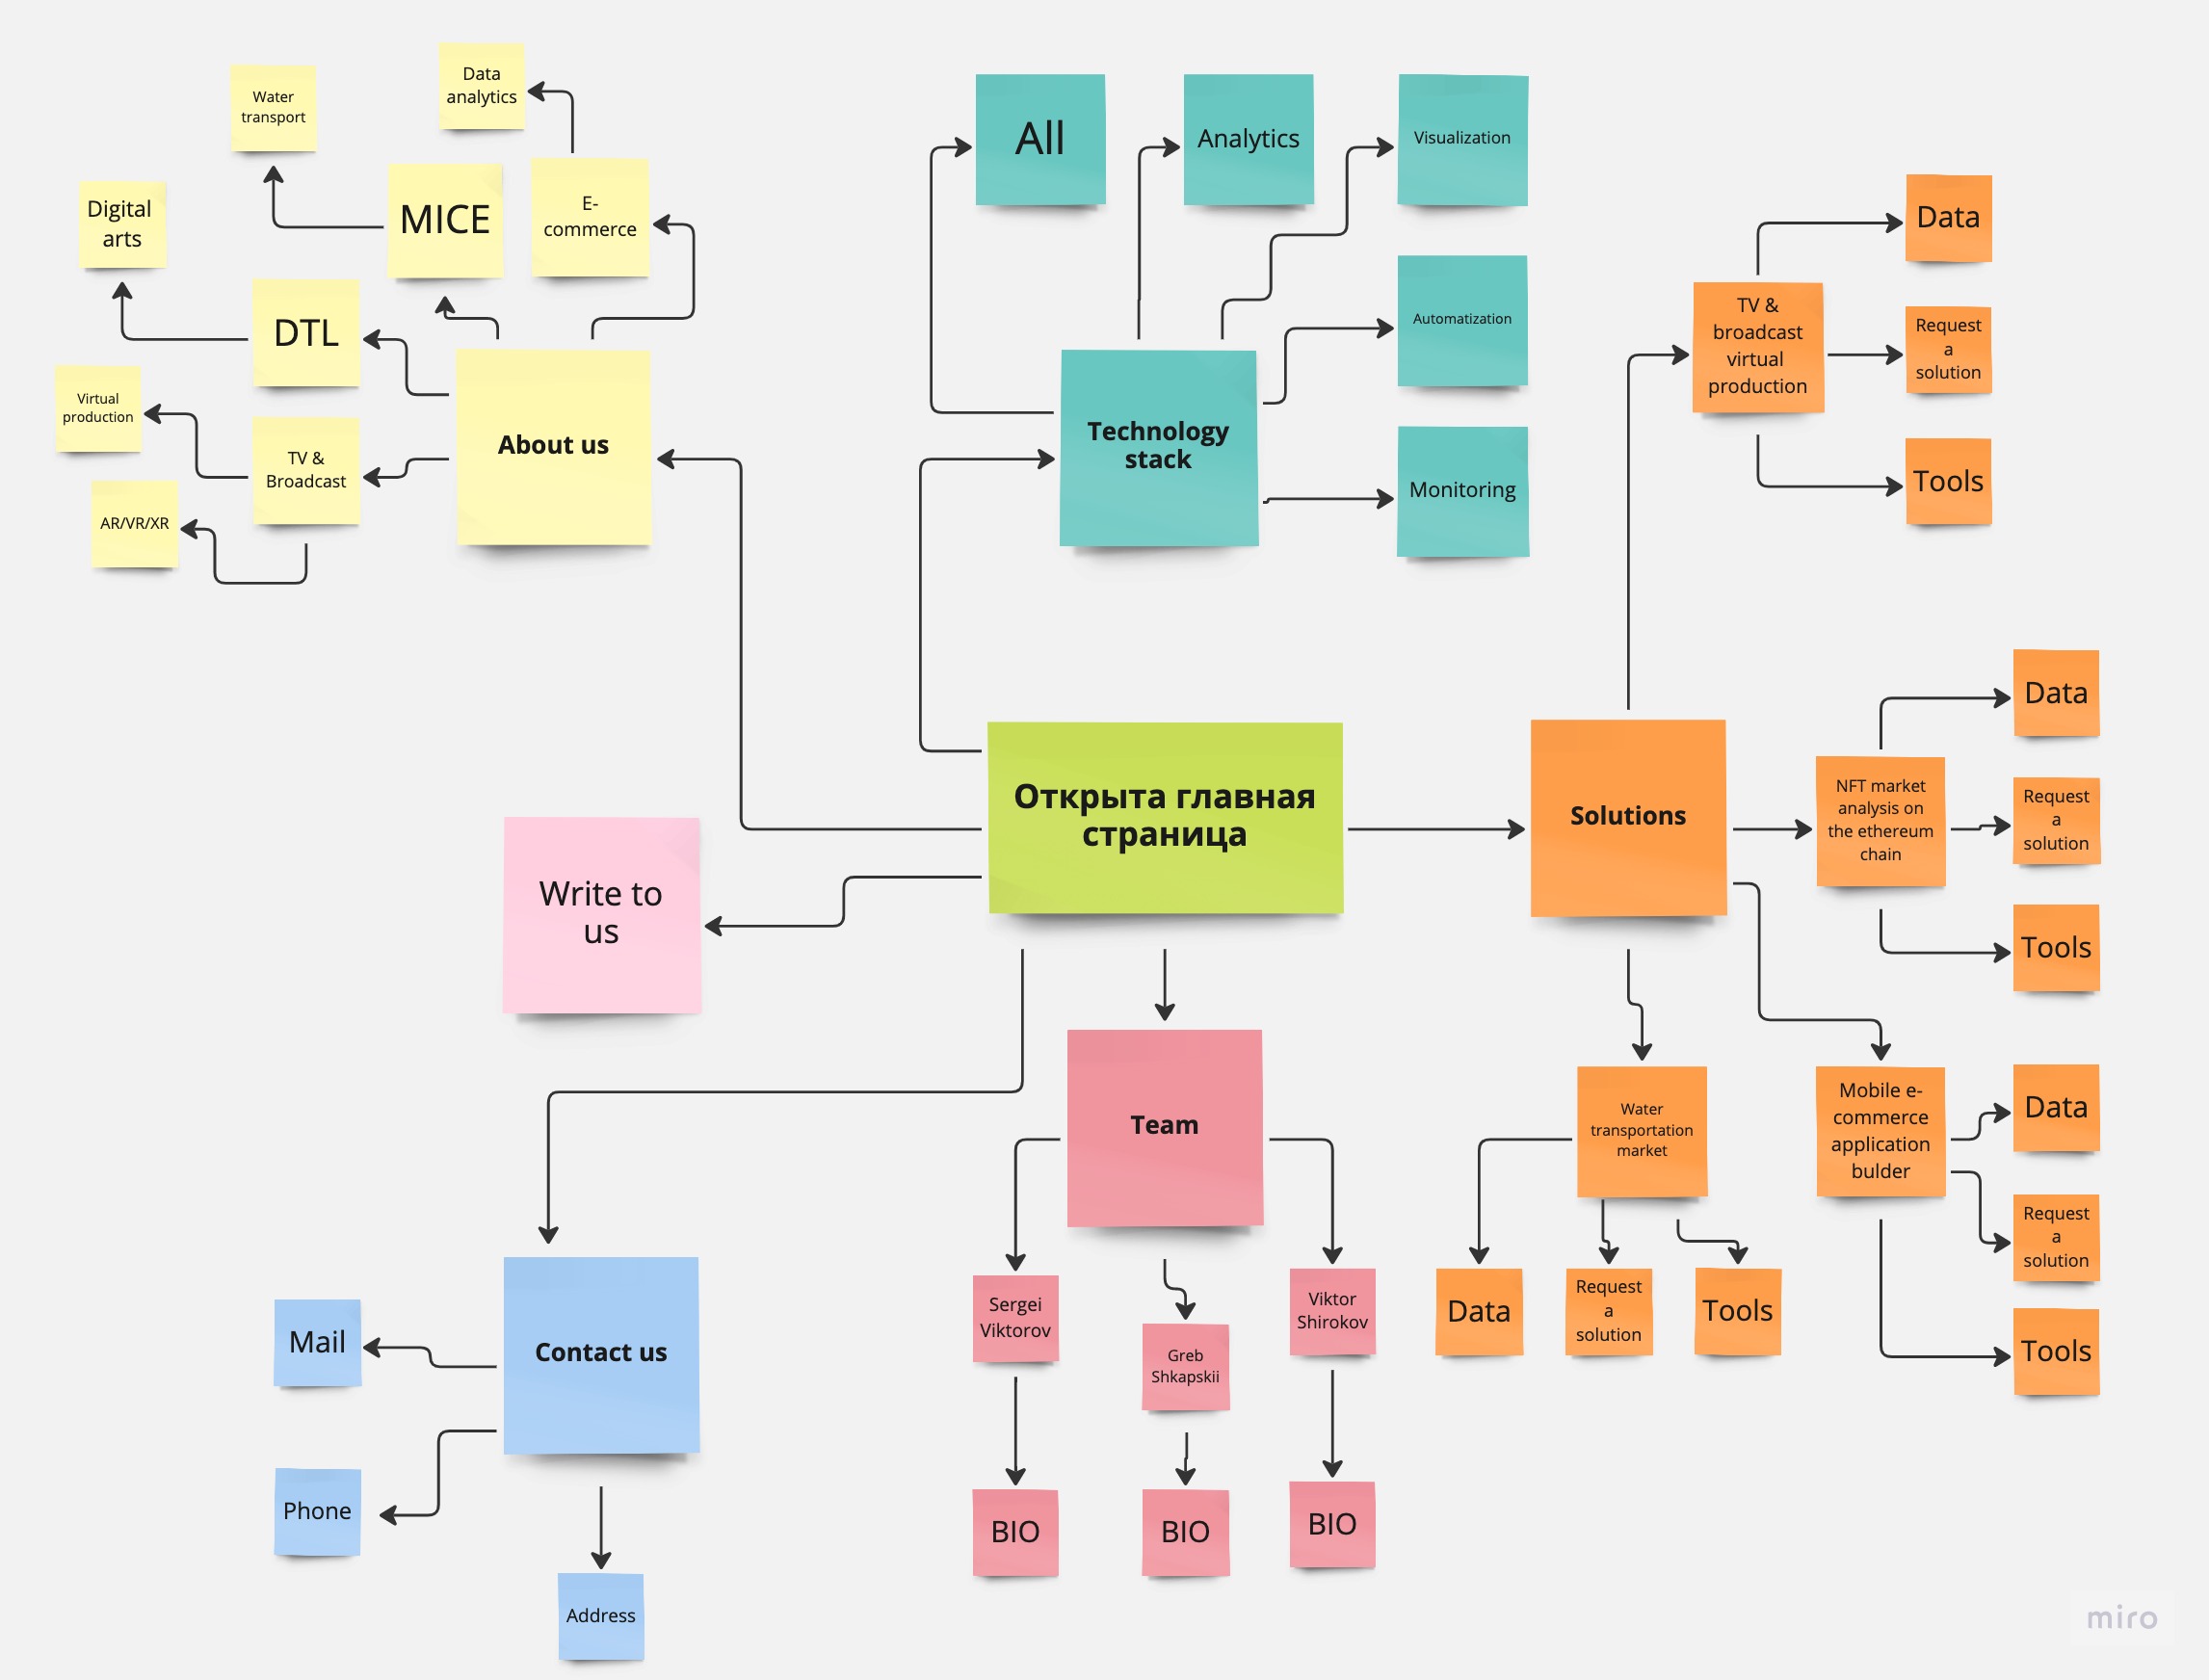 Data
analytics
Water
transport
MICE
E-
commerce
Digital
arts
DTL
Virtual
production
TV &
Broadcast
AR/VR/XR
About us
All
Analytics
Visualization
Automatization
Technology
stack
Monitoring
Data
TV &
broadcast
virtual
production
Request
a
solution
Tools
Открыта главная
страница
Write to
us
Solutions
NFT market
analysis on
the ethereum
chain
Data
Request
a
solution
Tools
Team
Water
transportation
market
Mobile e-
commerce
application
bulder
Data
Request
a
solution
Tools
Data
Request
a
solution
Tools
Sergei
Viktorov
Greb
Shkapskii
Viktor
Shirokov
BIO
BIO
BIO
Contact us
Mail
Phone
Address
miro